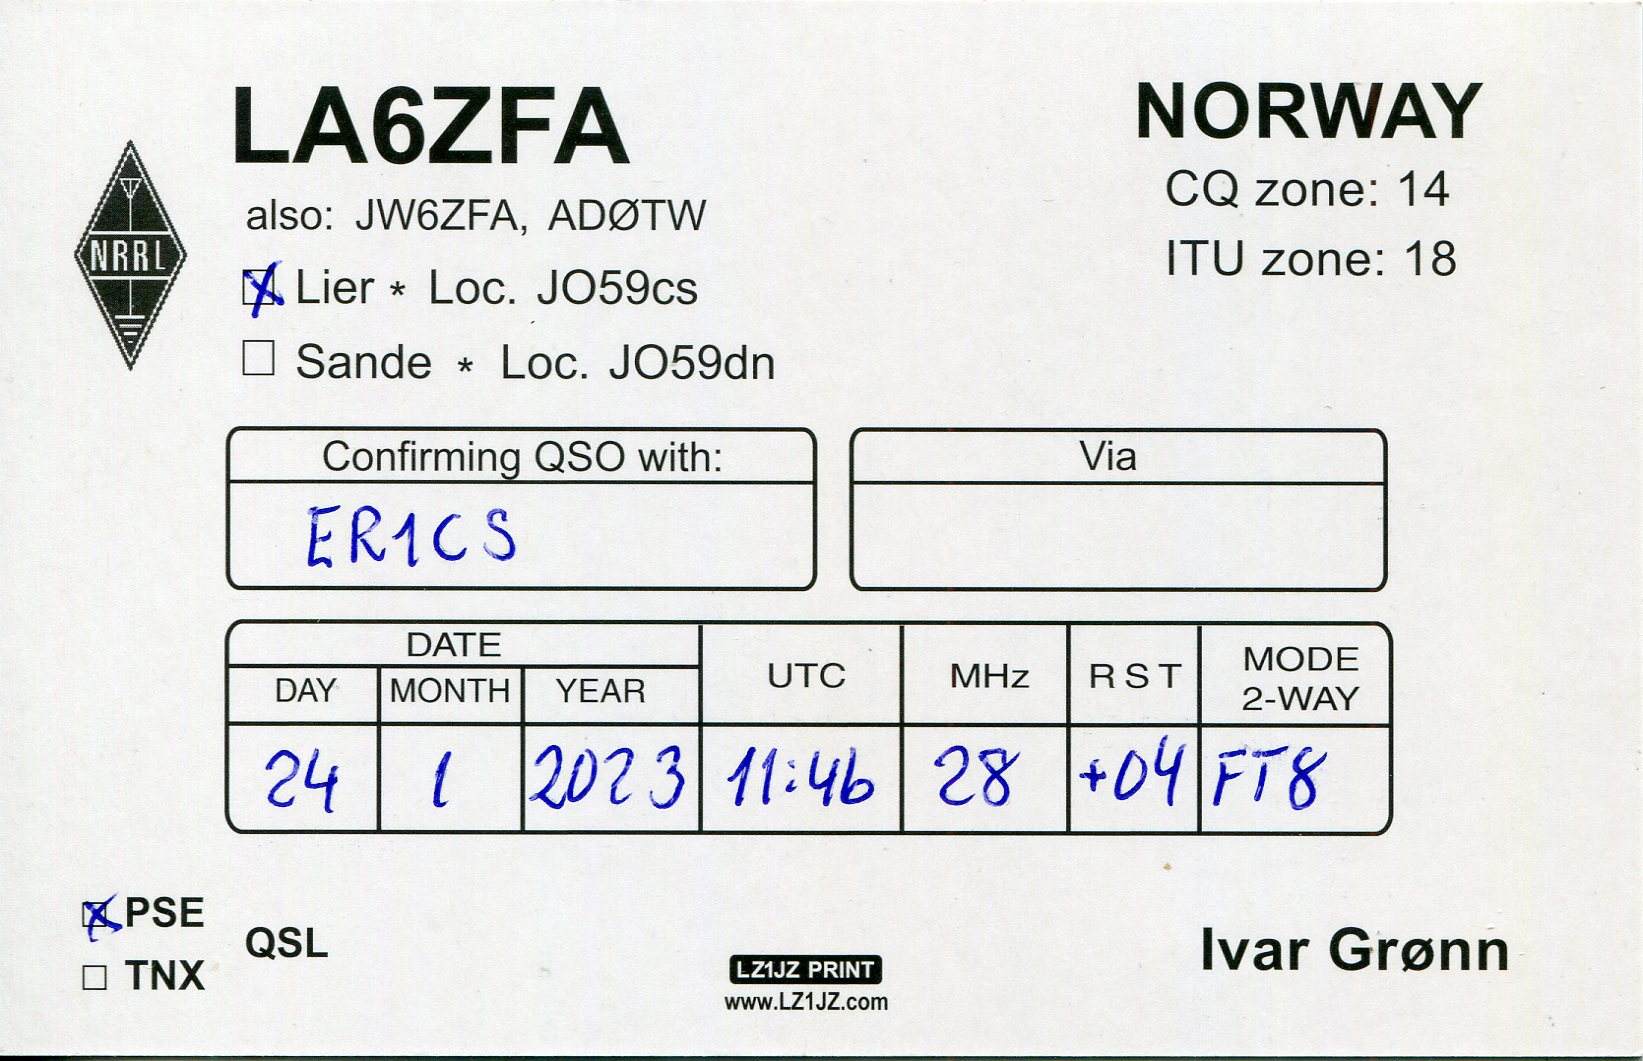 LA6ZFA
also: JW6ZFA, ADØTW
Lier * Loc. JO59cs
Sande * Loc. JO59dn
NRRL
NORWAY
CQ zone: 14
ITU zone: 18
Confirming QSO with:
ER1CS
Via
DATE
DAY MONTH YEAR UTC MHz RST MODE 2-WAY
24 1 2023 11:46 28 +04 FT8
PSE
TNX
QSL
LZ1JZ PRINT
www.LZ1JZ.com
Ivar Grønn